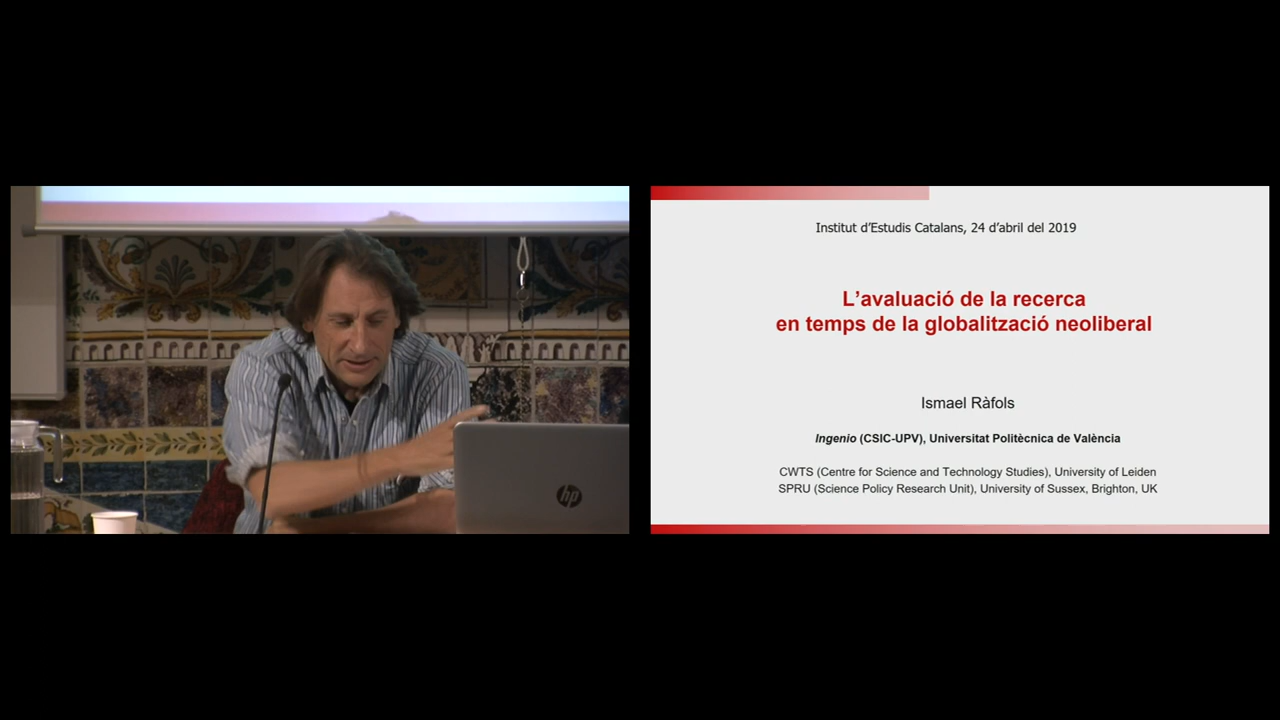 hp
Institut d'Estudis Catalans, 24 d'abril del 2019
L'avaluació de la recerca
en temps de la globalització neoliberal
Ismael Ràfols
Ingenio (CSIC-UPV), Universitat Politècnica de València
CWTS (Centre for Science and Technology Studies), University of Leiden
SPRU (Science Policy Research Unit), University of Sussex, Brighton, UK